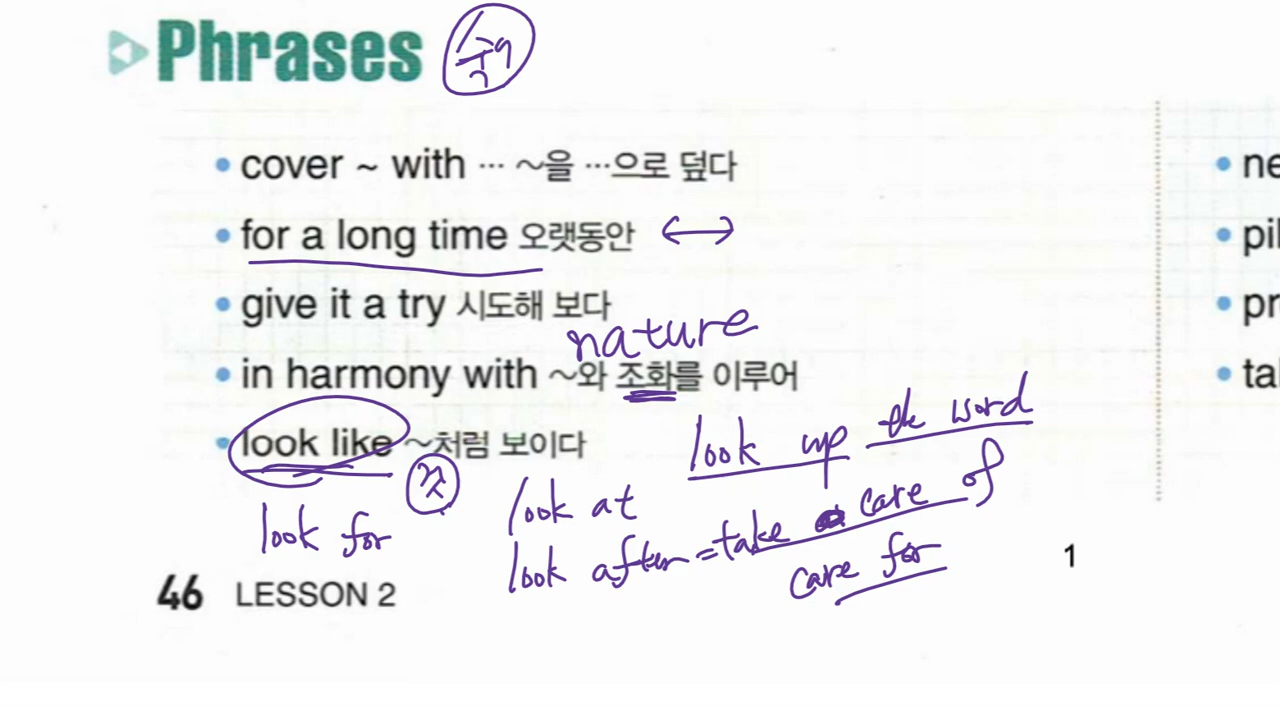 Phrases 숙어
cover ~ with ··· ~을 ···으로 덮다 ne
for a long time 오랫동안 ↔ pil
give it a try 시도해 보다 pr
nature
in harmony with ~와 조화를 이루어 tal
look like ~처럼 보이다 look up the word
look for look at
look after = take care of
care for
46 LESSON 2
1